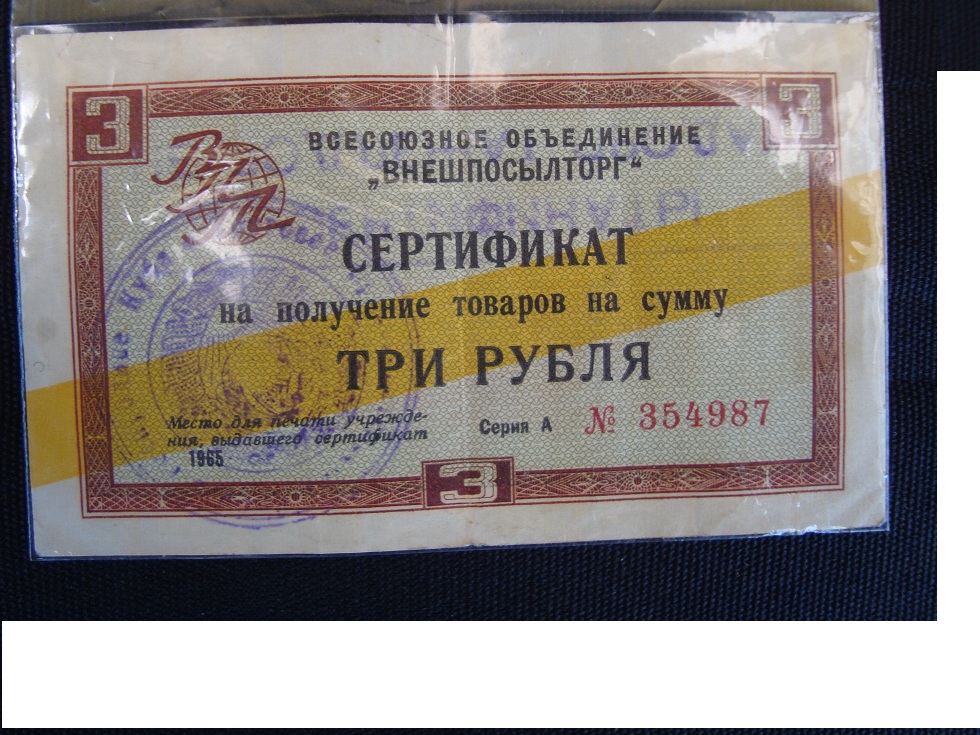 3 3
ВТП
ВСЕСОЮЗНОЕ ОБЪЕДИНЕНИЕ
„ВНЕШПОСЫЛТОРГ“
СЕРТИФИКАТ
на получение товаров на сумму
ТРИ РУБЛЯ
Место для печати учрежде-
ния, выдавшего сертификат
1965
Серия А № 354987
3